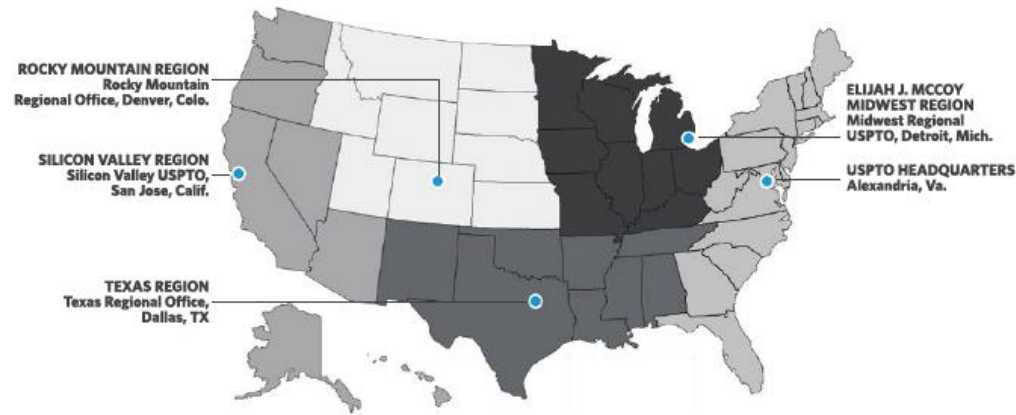 ROCKY MOUNTAIN REGION
Rocky Mountain
Regional Office, Denver, Colo.
SILICON VALLEY REGION
Silicon Valley USPTO,
San Jose, Calif.
TEXAS REGION
Texas Regional Office,
Dallas, TX
ELIJAH J. MCCOY
MIDWEST REGION
Midwest Regional
USPTO, Detroit, Mich.
USPTO HEADQUARTERS
Alexandria, Va.